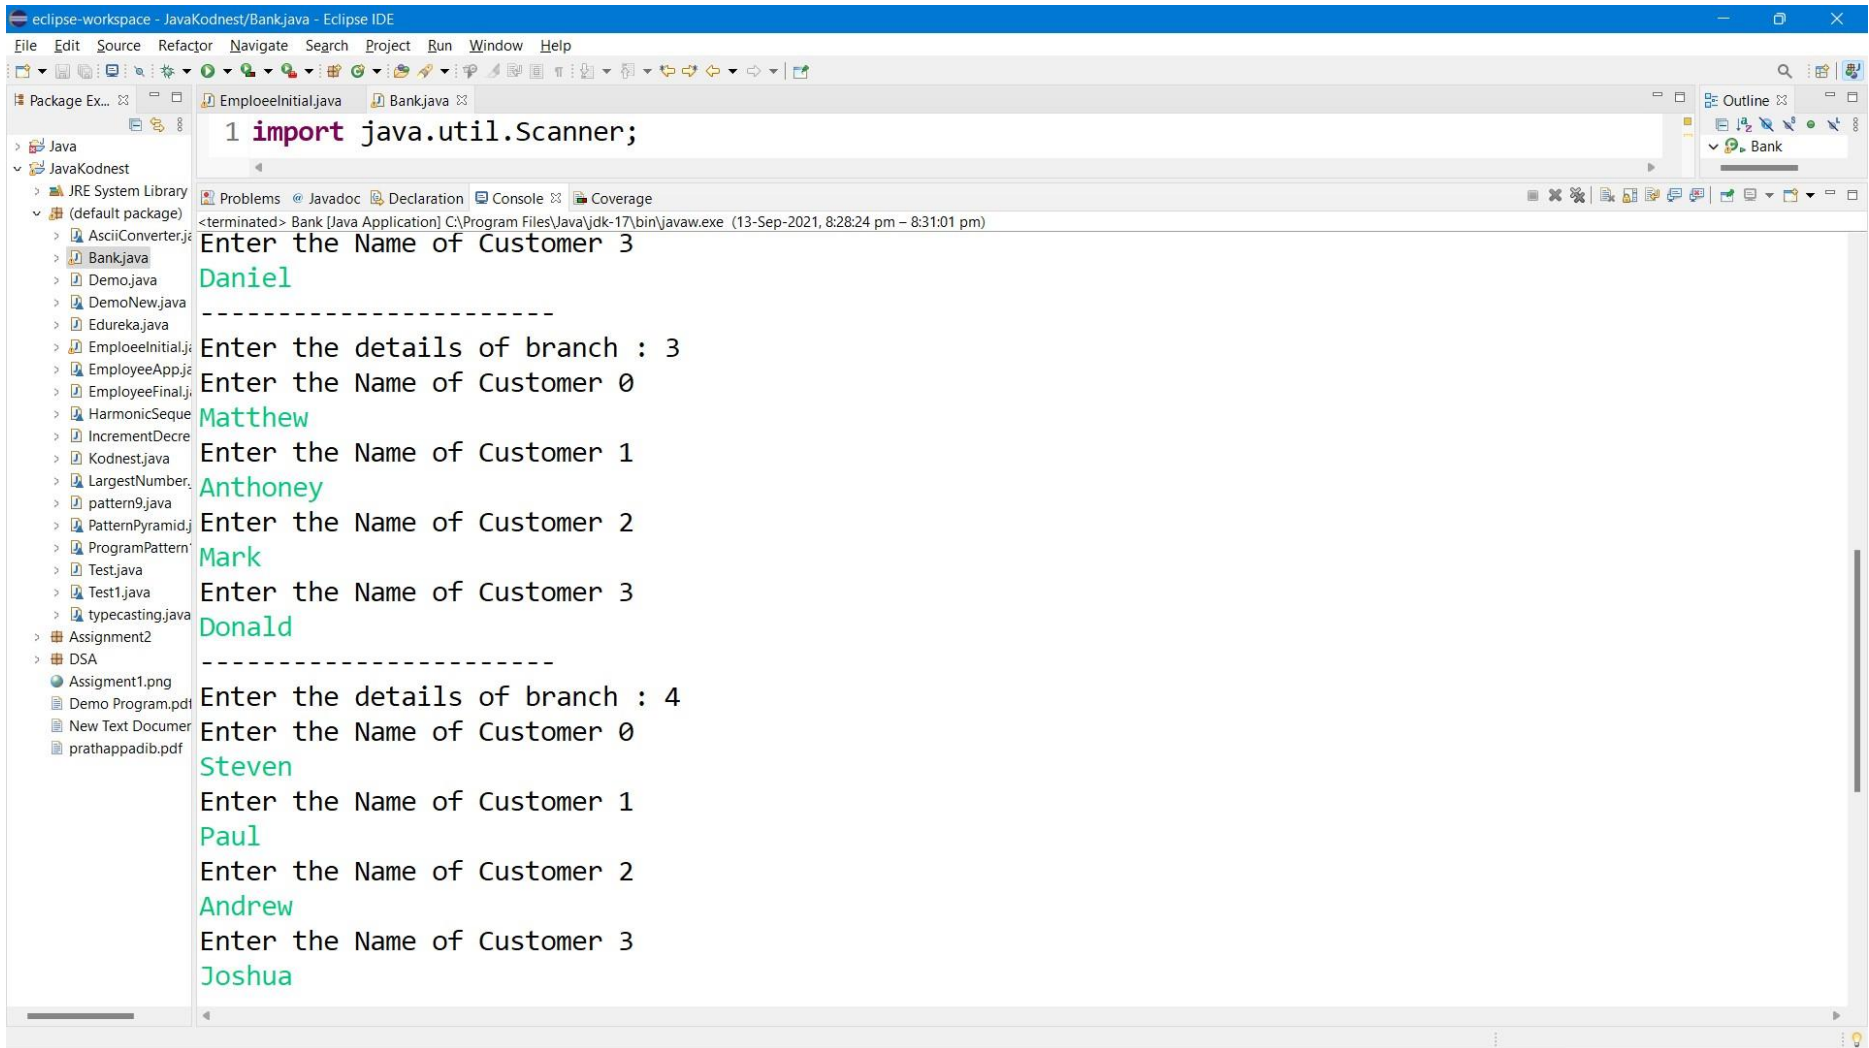 eclipse-workspace - JavaKodnest/Bank.java - Eclipse IDE
File Edit Source Refactor Navigate Search Project Run Window Help
Package Ex...
EmploeeInitial.java Bank.java
Outline
1 import java.util.Scanner;
Bank
Java
JavaKodnest
JRE System Library
(default package)
AsciiConverter.ja
Bank.java
Demo.java
DemoNew.java
Edureka.java
EmploeeInitial.ja
EmployeeApp.ja
EmployeeFinal.j
HarmonicSeque
IncrementDecre
Kodnest.java
LargestNumber.
pattern9.java
PatternPyramid.j
ProgramPattern
Test.java
Test1.java
typecasting.java
Assignment2
DSA
Assigment1.png
Demo Program.pdf
New Text Documer
prathappadib.pdf
Problems Javadoc Declaration Console Coverage
<terminated> Bank [Java Application] C:\Program Files\Java\jdk-17\bin\javaw.exe (13-Sep-2021, 8:28:24 pm – 8:31:01 pm)
Enter the Name of Customer 3
Daniel
-----------------------
Enter the details of branch : 3
Enter the Name of Customer 0
Matthew
Enter the Name of Customer 1
Anthoney
Enter the Name of Customer 2
Mark
Enter the Name of Customer 3
Donald
-----------------------
Enter the details of branch : 4
Enter the Name of Customer 0
Steven
Enter the Name of Customer 1
Paul
Enter the Name of Customer 2
Andrew
Enter the Name of Customer 3
Joshua